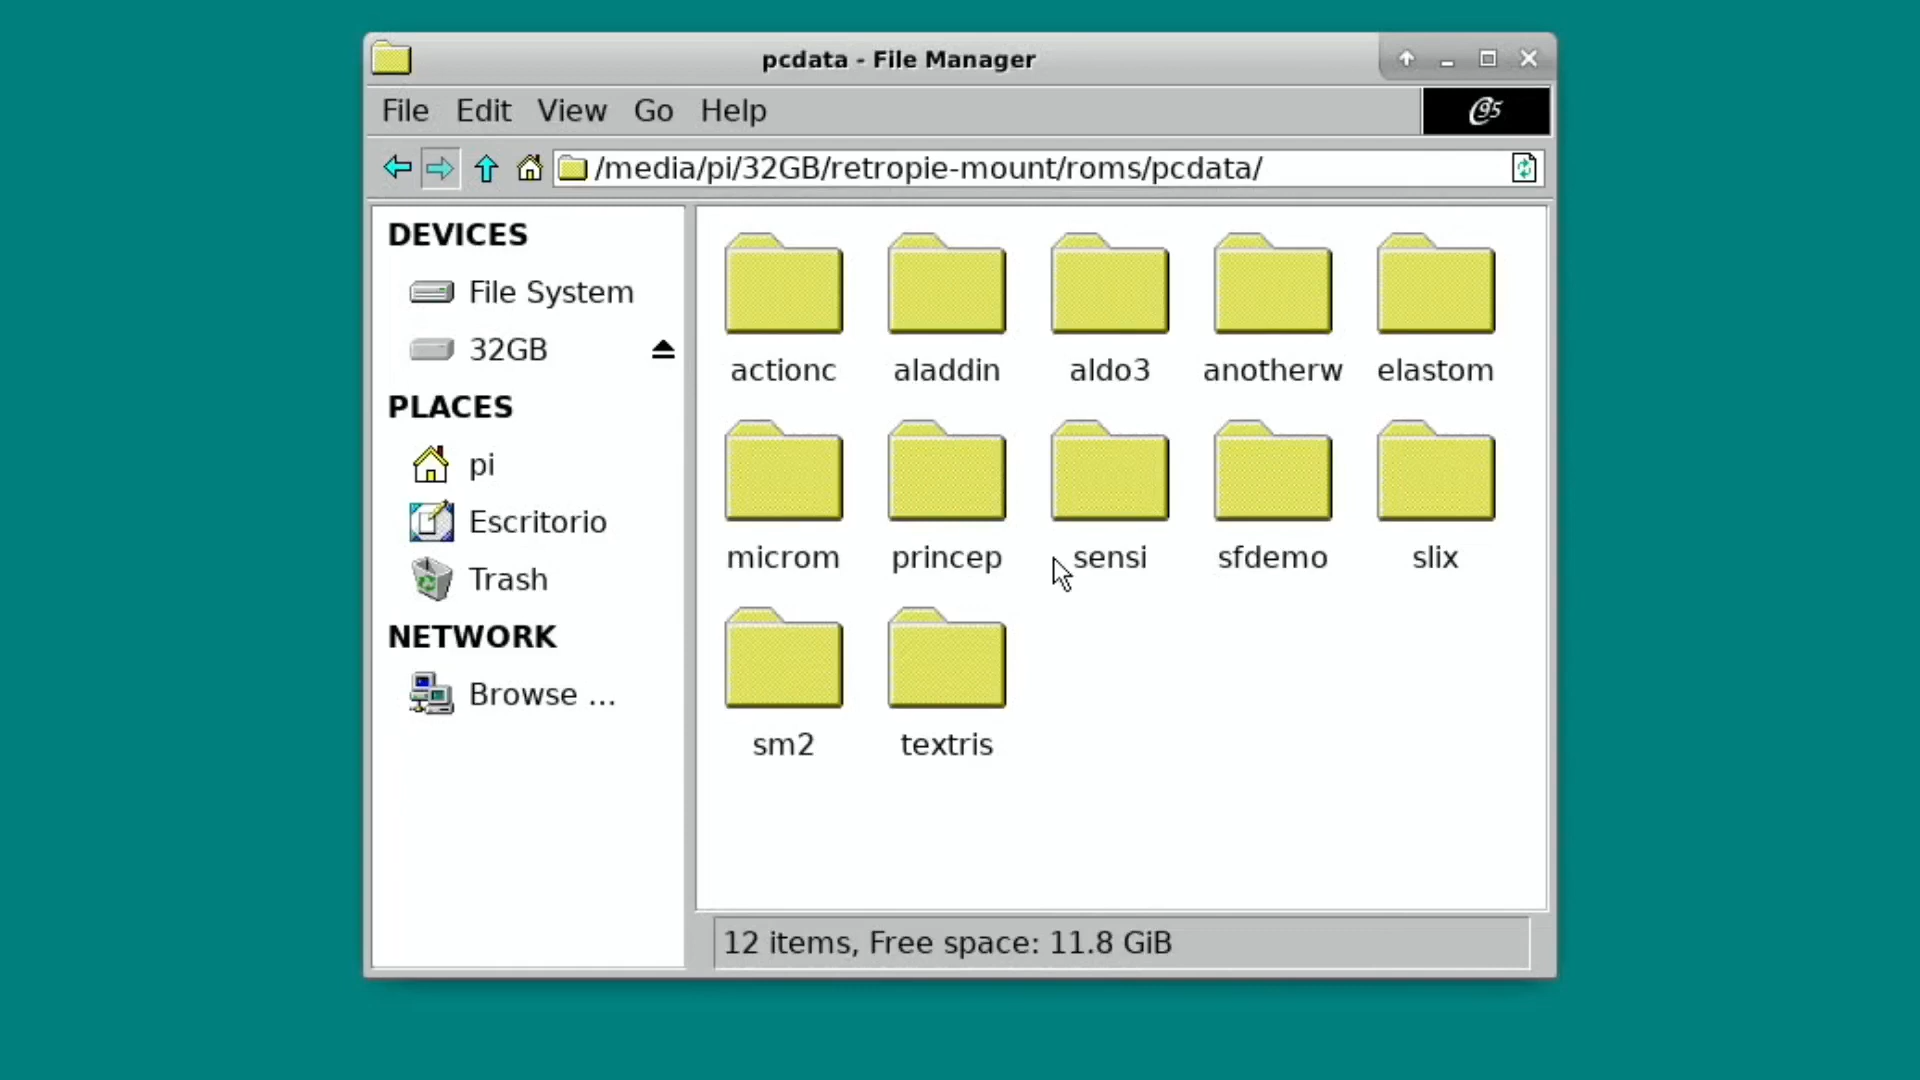 pcdata - File Manager
File Edit View Go Help
C95
/media/pi/32GB/retropie-mount/roms/pcdata/
DEVICES
File System
32GB
PLACES
pi
Escritorio
Trash
NETWORK
Browse ...
actionc aladdin aldo3 anotherw elastom
microm princep sensi sfdemo slix
sm2 textris
12 items, Free space: 11.8 GiB